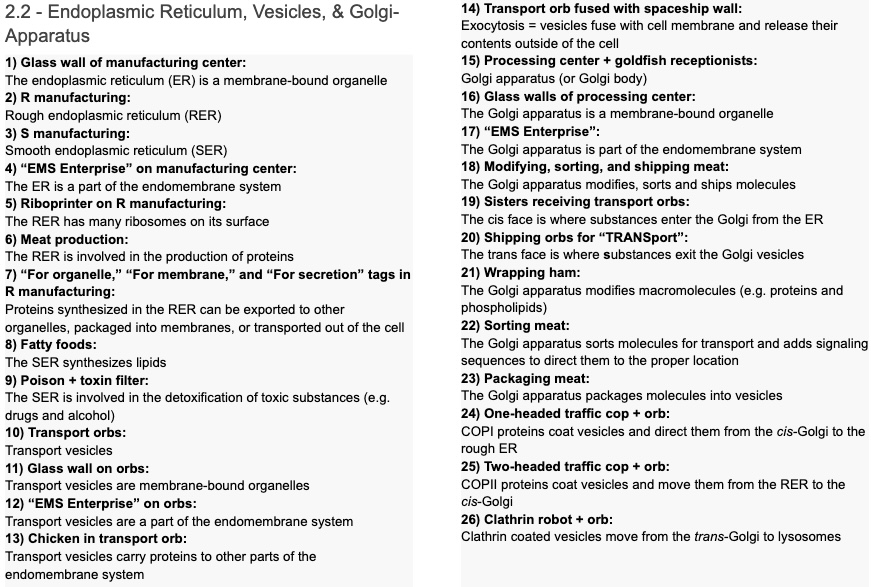 2.2 - Endoplasmic Reticulum, Vesicles, & Golgi-
Apparatus
1) Glass wall of manufacturing center:
The endoplasmic reticulum (ER) is a membrane-bound organelle
2) R manufacturing:
Rough endoplasmic reticulum (RER)
3) S manufacturing:
Smooth endoplasmic reticulum (SER)
4) “EMS Enterprise” on manufacturing center:
The ER is a part of the endomembrane system
5) Riboprinter on R manufacturing:
The RER has many ribosomes on its surface
6) Meat production:
The RER is involved in the production of proteins
7) “For organelle,” “For membrane,” and “For secretion” tags in
R manufacturing:
Proteins synthesized in the RER can be exported to other
organelles, packaged into membranes, or transported out of the cell
8) Fatty foods:
The SER synthesizes lipids
9) Poison + toxin filter:
The SER is involved in the detoxification of toxic substances (e.g.
drugs and alcohol)
10) Transport orbs:
Transport vesicles
11) Glass wall on orbs:
Transport vesicles are membrane-bound organelles
12) “EMS Enterprise” on orbs:
Transport vesicles are a part of the endomembrane system
13) Chicken in transport orb:
Transport vesicles carry proteins to other parts of the
endomembrane system
14) Transport orb fused with spaceship wall:
Exocytosis = vesicles fuse with cell membrane and release their
contents outside of the cell
15) Processing center + goldfish receptionists:
Golgi apparatus (or Golgi body)
16) Glass walls of processing center:
The Golgi apparatus is a membrane-bound organelle
17) “EMS Enterprise”:
The Golgi apparatus is part of the endomembrane system
18) Modifying, sorting, and shipping meat:
The Golgi apparatus modifies, sorts and ships molecules
19) Sisters receiving transport orbs:
The cis face is where substances enter the Golgi from the ER
20) Shipping orbs for “TRANSport”:
The trans face is where substances exit the Golgi vesicles
21) Wrapping ham:
The Golgi apparatus modifies macromolecules (e.g. proteins and
phospholipids)
22) Sorting meat:
The Golgi apparatus sorts molecules for transport and adds signaling
sequences to direct them to the proper location
23) Packaging meat:
The Golgi apparatus packages molecules into vesicles
24) One-headed traffic cop + orb:
COPI proteins coat vesicles and direct them from the cis-Golgi to the
rough ER
25) Two-headed traffic cop + orb:
COPII proteins coat vesicles and move them from the RER to the
cis-Golgi
26) Clathrin robot + orb:
Clathrin coated vesicles move from the trans-Golgi to lysosomes